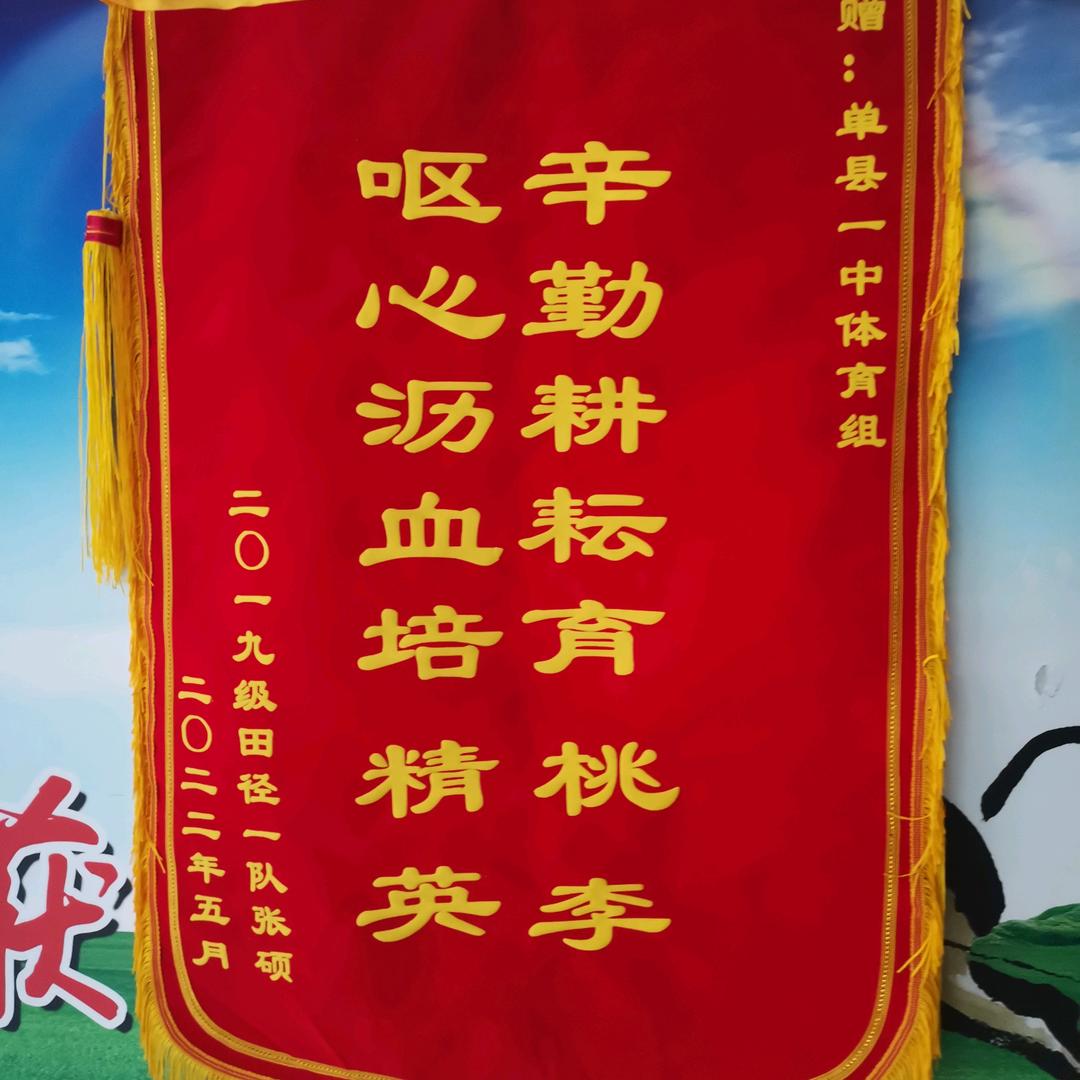 赠：单县一中体育组
辛勤耕耘育桃李
呕心沥血培精英
二〇一九级田径一队张硕
二〇二二年五月